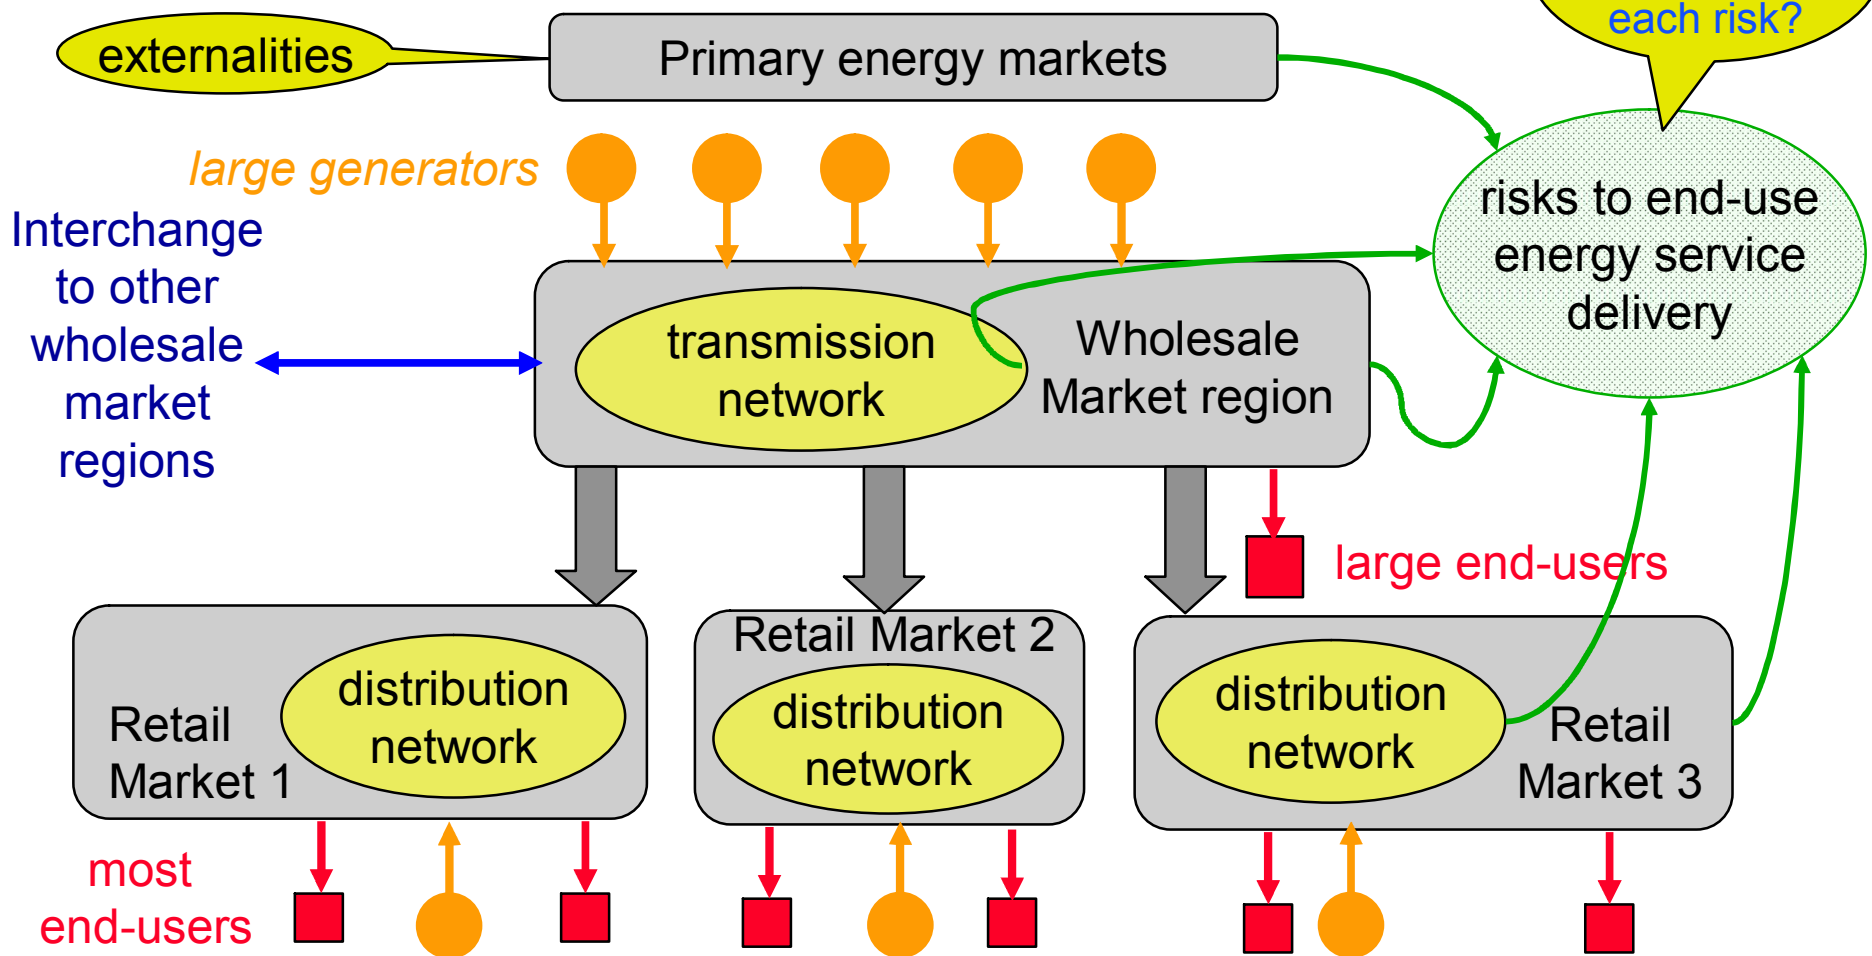 each risk?
externalities
Primary energy markets
large generators
Interchange
to other
wholesale
market
regions
risks to end-use
energy service
delivery
transmission
network
Wholesale
Market region
large end-users
Retail
Market 1
distribution
network
Retail Market 2
distribution
network
distribution
network
Retail
Market 3
most
end-users